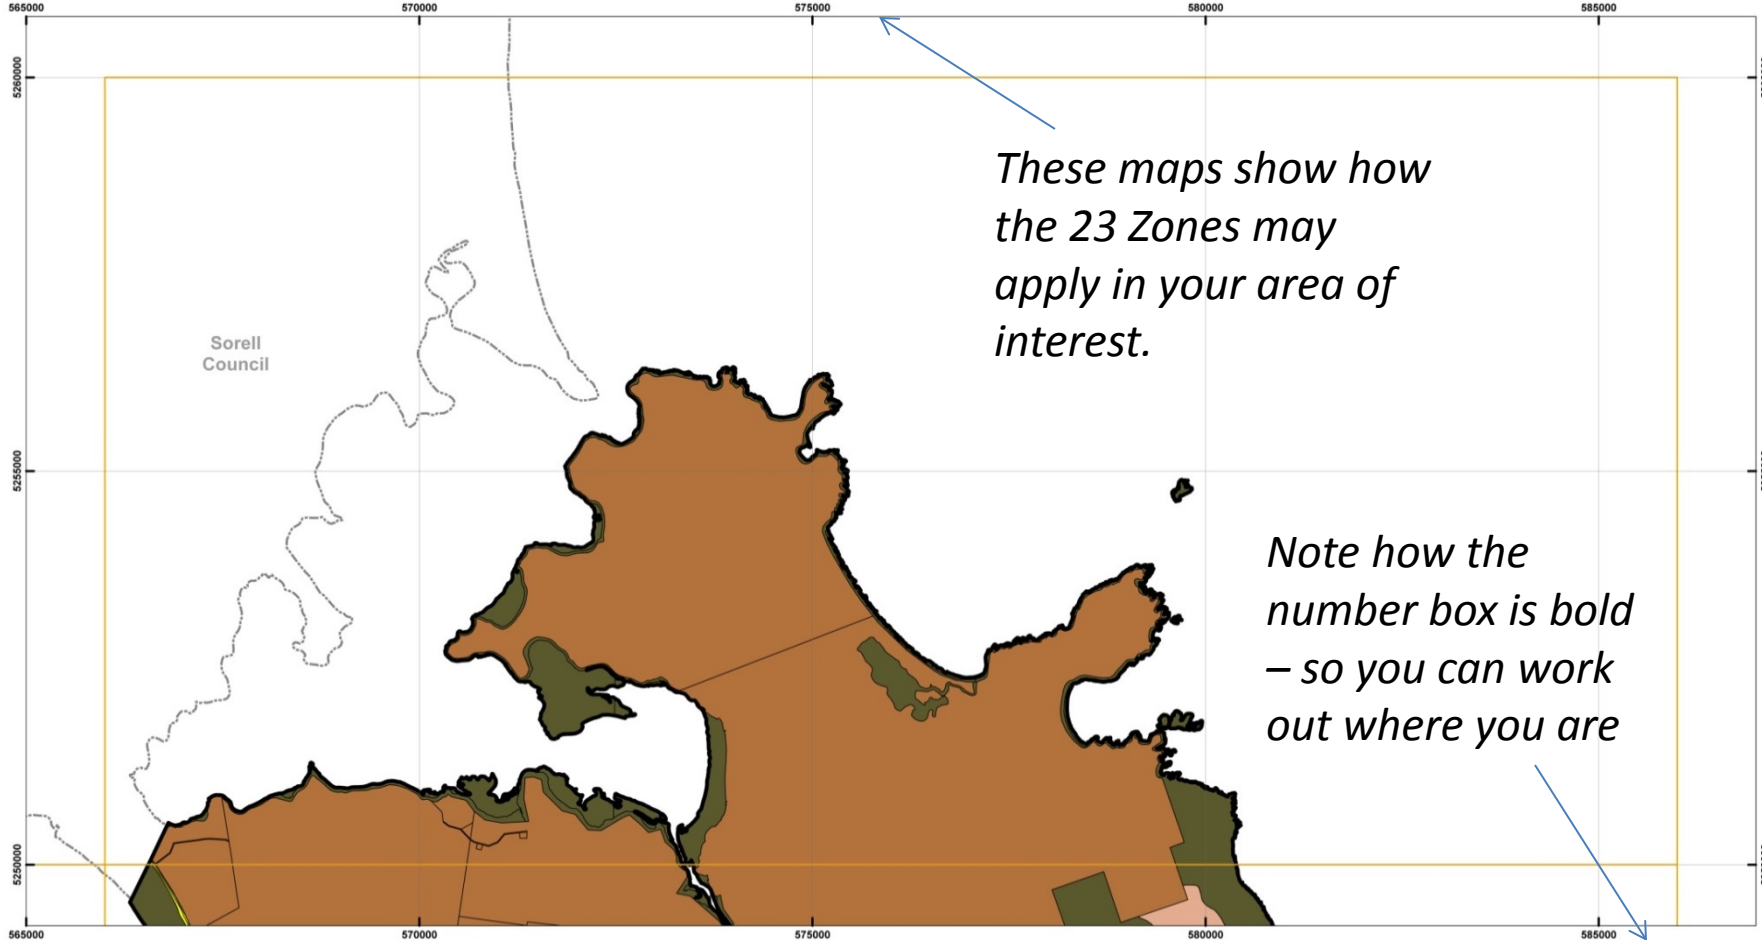 565000 570000 575000 580000 585000
5260000
These maps show how
the 23 Zones may
apply in your area of
interest.
Sorell
Council
5255000
Note how the
number box is bold
– so you can work
out where you are
5250000
565000 570000 575000 580000 585000